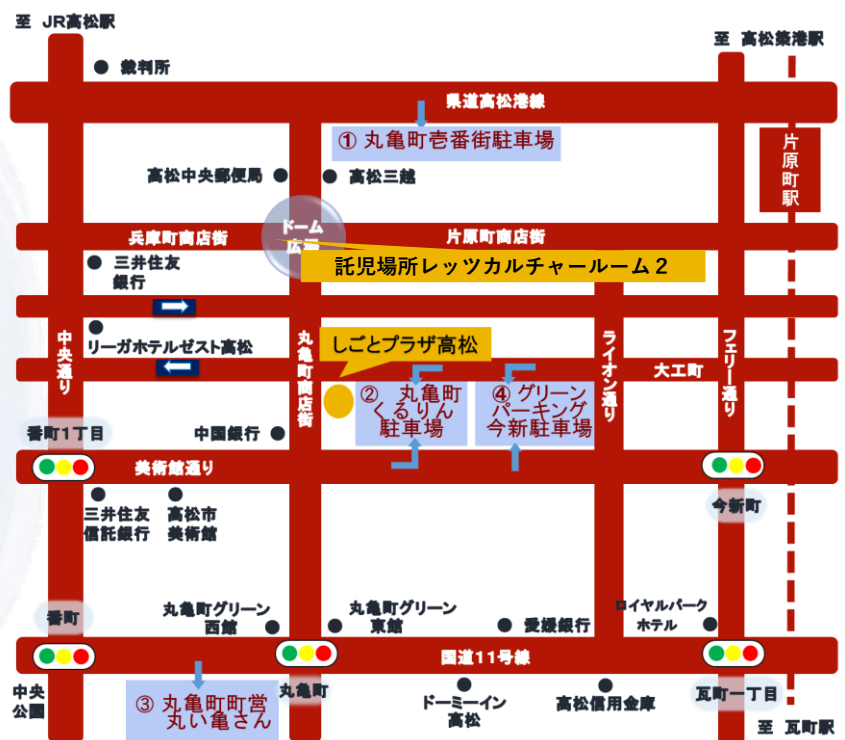 至 JR高松駅
至 高松築港駅
裁判所
県道高松港線
① 丸亀町壱番街駐車場
片原町駅
高松中央郵便局
高松三越
ドーム
広場
兵庫町商店街
片原町商店街
託児場所レッツカルチャールーム2
三井住友
銀行
中央通り
リーガホテルゼスト高松
丸亀町商店街
しごとプラザ高松
ライオン通り
大工町
フェリー通り
② 丸亀町
くるりん
駐車場
④ グリーン
パーキング
今新駐車場
番町1丁目
中国銀行
美術館通り
三井住友
信託銀行
高松市
美術館
今新町
番町
丸亀町グリーン
西館
丸亀町グリーン
東館
愛媛銀行
ロイヤルパーク
ホテル
国道11号線
中央
公園
③ 丸亀町町営
丸い亀さん
丸亀町
ドーミーイン
高松
高松信用金庫
瓦町一丁目
至 瓦町駅